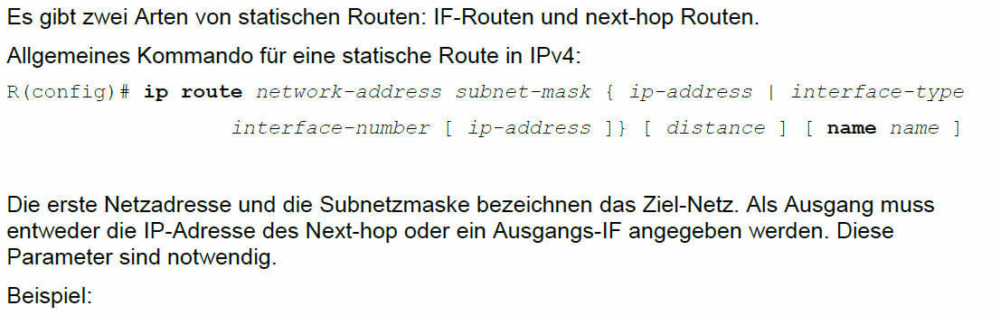 Es gibt zwei Arten von statischen Routen: IF-Routen und next-hop Routen.
Allgemeines Kommando für eine statische Route in IPv4:
R(config)# ip route network-address subnet-mask { ip-address | interface-type
interface-number [ ip-address ]} [ distance ] [ name name ]
Die erste Netzadresse und die Subnetzmaske bezeichnen das Ziel-Netz. Als Ausgang muss
entweder die IP-Adresse des Next-hop oder ein Ausgangs-IF angegeben werden. Diese
Parameter sind notwendig.
Beispiel: